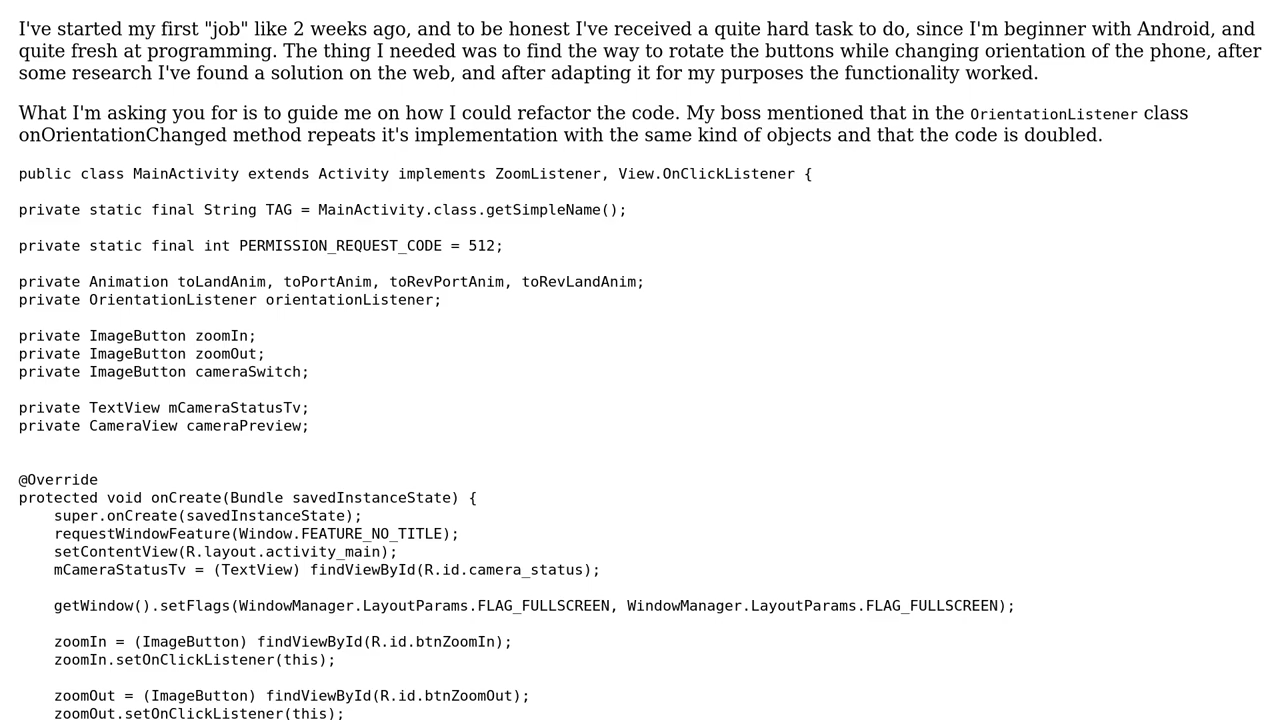 I've started my first "job" like 2 weeks ago, and to be honest I've received a quite hard task to do, since I'm beginner with Android, and
quite fresh at programming. The thing I needed was to find the way to rotate the buttons while changing orientation of the phone, after
some research I've found a solution on the web, and after adapting it for my purposes the functionality worked.
What I'm asking you for is to guide me on how I could refactor the code. My boss mentioned that in the OrientationListener class
onOrientationChanged method repeats it's implementation with the same kind of objects and that the code is doubled.
public class MainActivity extends Activity implements ZoomListener, View.OnClickListener {
private static final String TAG = MainActivity.class.getSimpleName();
private static final int PERMISSION_REQUEST_CODE = 512;
private Animation toLandAnim, toPortAnim, toRevPortAnim, toRevLandAnim;
private OrientationListener orientationListener;
private ImageButton zoomIn;
private ImageButton zoomOut;
private ImageButton cameraSwitch;
private TextView mCameraStatusTv;
private CameraView cameraPreview;
@Override
protected void onCreate(Bundle savedInstanceState) {
    super.onCreate(savedInstanceState);
    requestWindowFeature(Window.FEATURE_NO_TITLE);
    setContentView(R.layout.activity_main);
    mCameraStatusTv = (TextView) findViewById(R.id.camera_status);
    getWindow().setFlags(WindowManager.LayoutParams.FLAG_FULLSCREEN, WindowManager.LayoutParams.FLAG_FULLSCREEN);
    zoomIn = (ImageButton) findViewById(R.id.btnZoomIn);
    zoomIn.setOnClickListener(this);
    zoomOut = (ImageButton) findViewById(R.id.btnZoomOut);
    zoomOut.setOnClickListener(this);